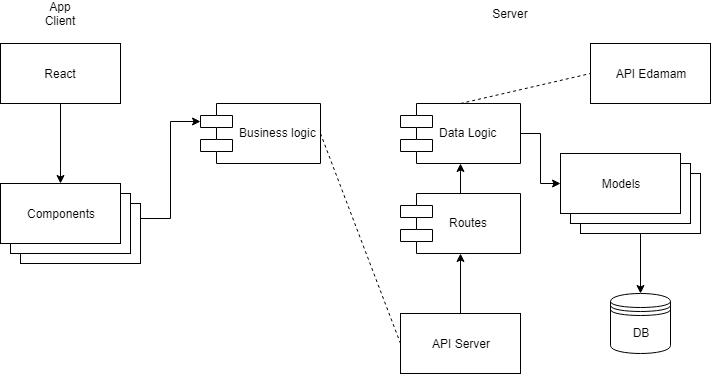 App
Client
Server
React
API Edamam
Business logic
Data Logic
Components
Routes
Models
API Server
DB